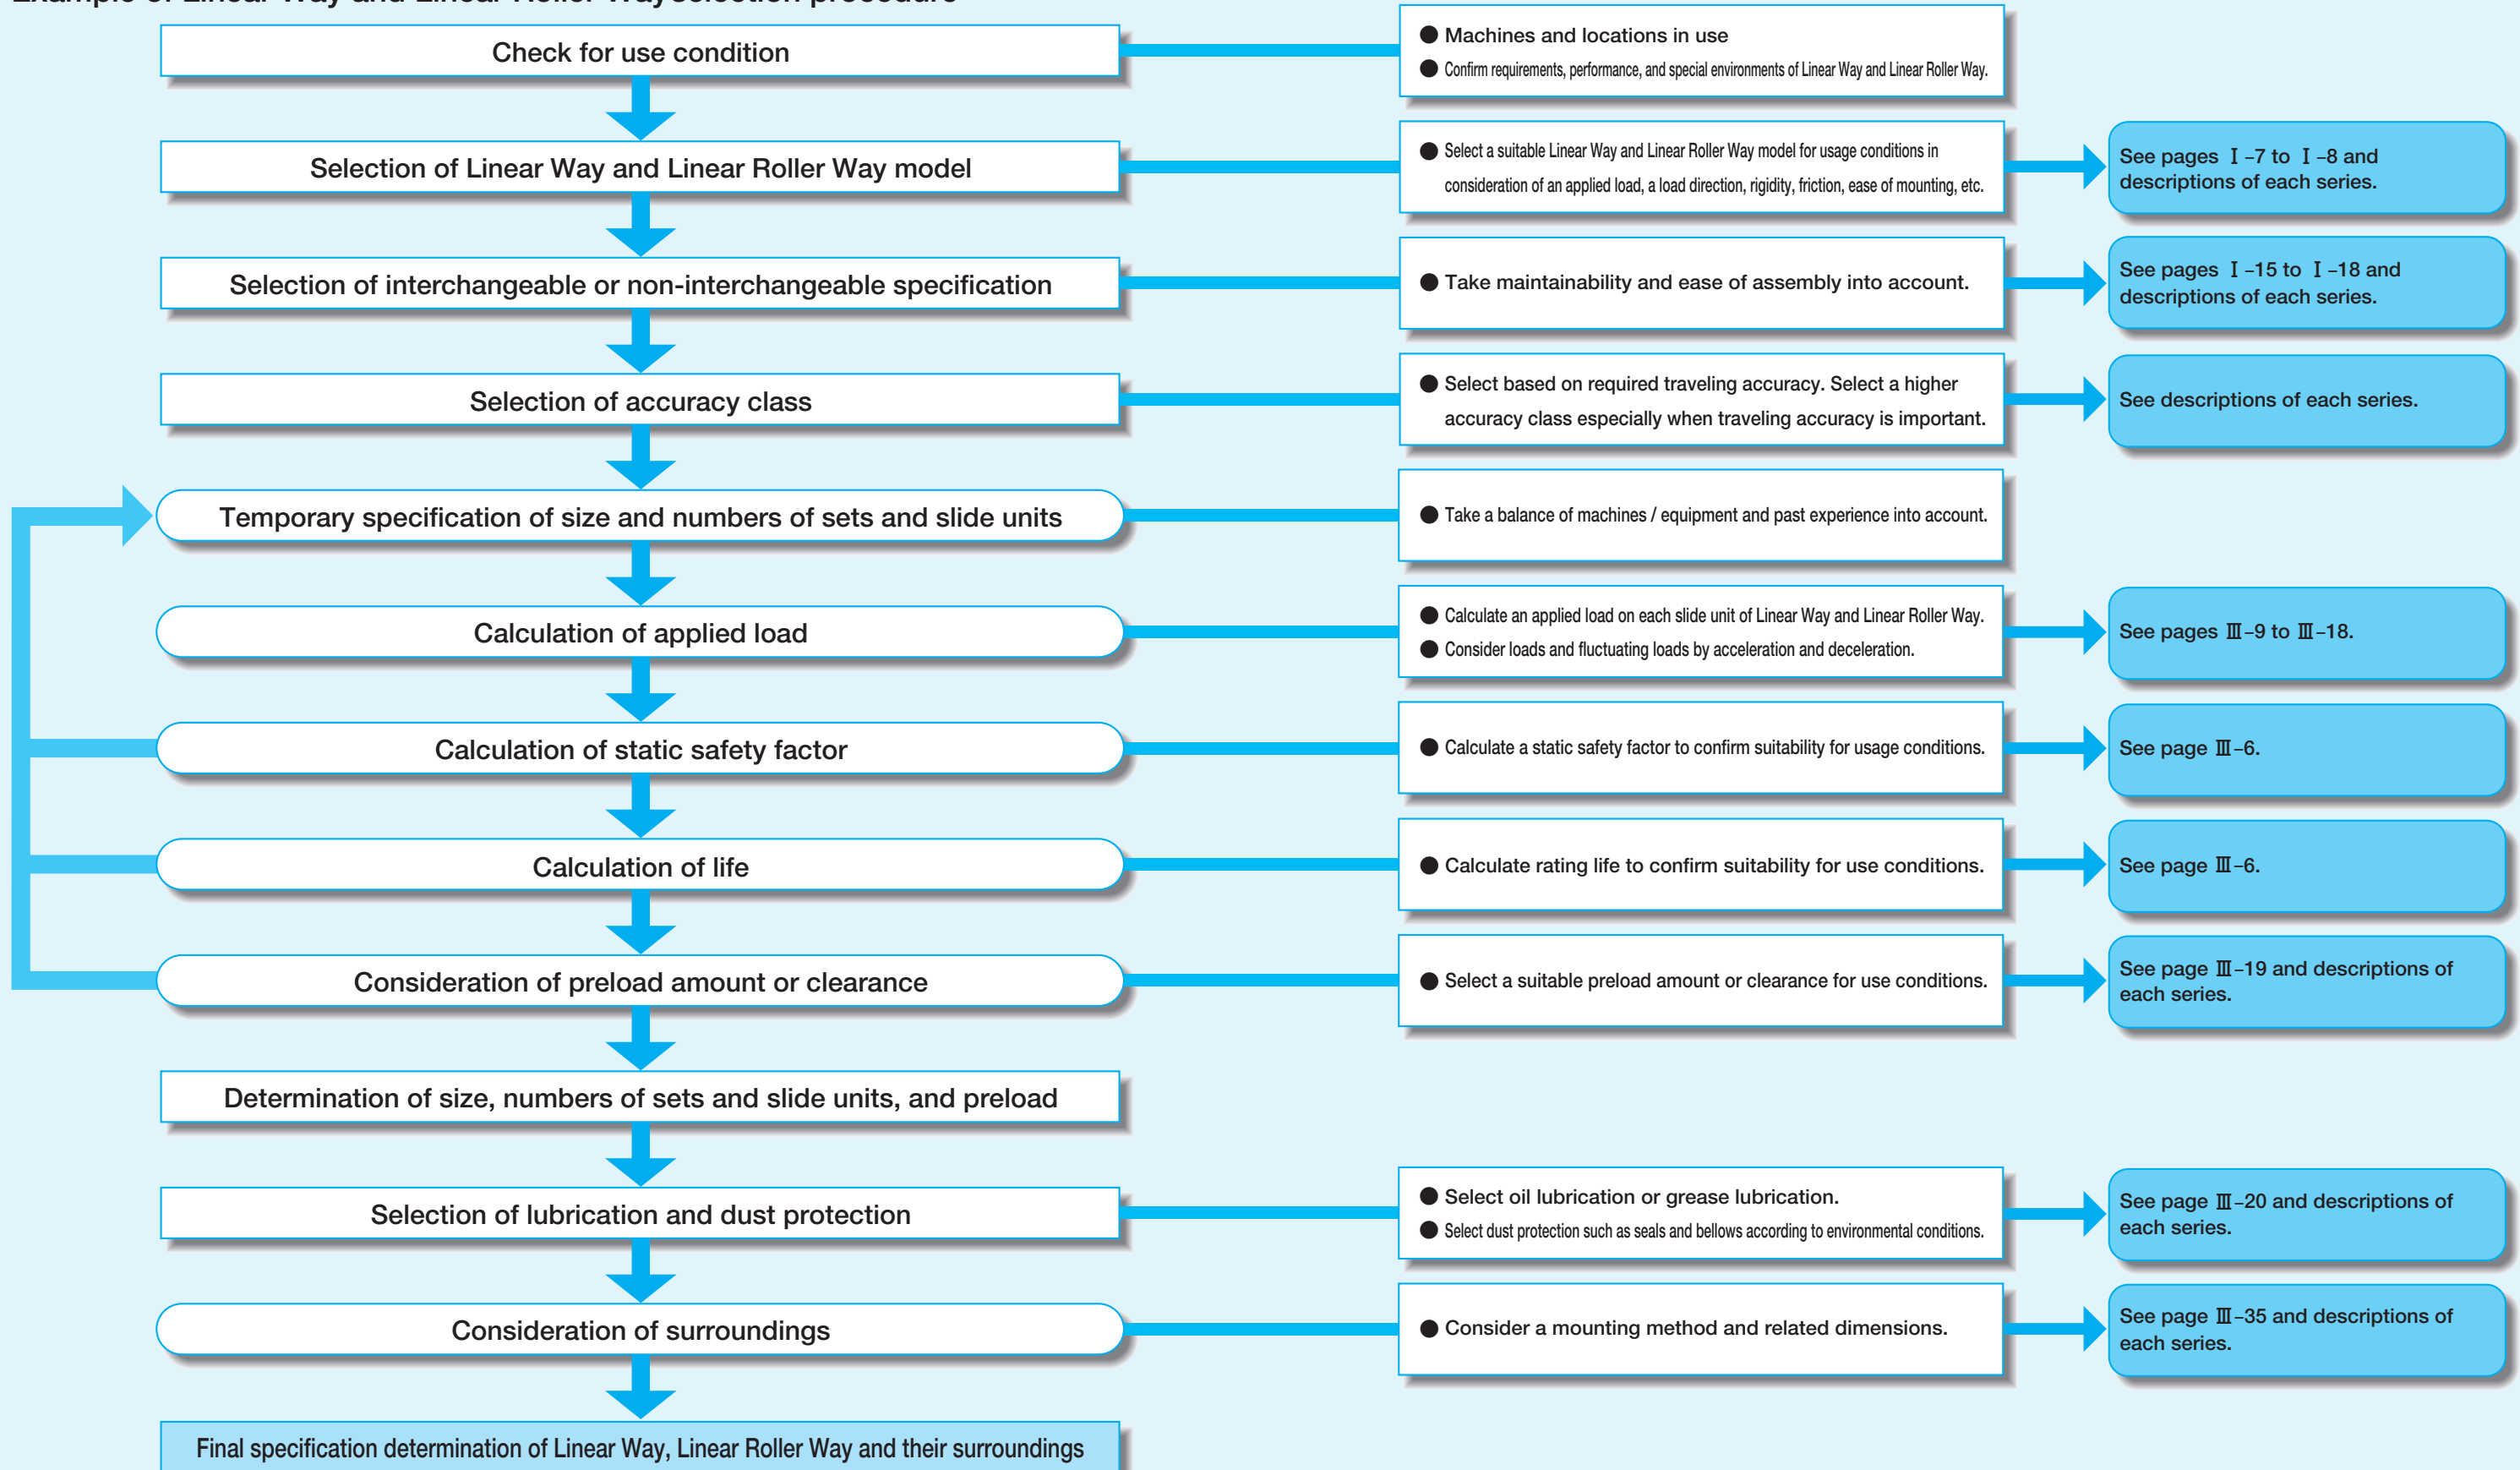 Example of Linear Way and Linear Roller Way selection procedure
Check for use condition
● Machines and locations in use
● Confirm requirements, performance, and special environments of Linear Way and Linear Roller Way.
Selection of Linear Way and Linear Roller Way model
● Select a suitable Linear Way and Linear Roller Way model for usage conditions in
consideration of an applied load, a load direction, rigidity, friction, ease of mounting, etc.
See pages Ⅰ-7 to Ⅰ-8 and
descriptions of each series.
Selection of interchangeable or non-interchangeable specification
● Take maintainability and ease of assembly into account.
See pages Ⅰ-15 to Ⅰ-18 and
descriptions of each series.
Selection of accuracy class
● Select based on required traveling accuracy. Select a higher
accuracy class especially when traveling accuracy is important.
See descriptions of each series.
Temporary specification of size and numbers of sets and slide units
● Take a balance of machines / equipment and past experience into account.
Calculation of applied load
● Calculate an applied load on each slide unit of Linear Way and Linear Roller Way.
● Consider loads and fluctuating loads by acceleration and deceleration.
See pages Ⅲ-9 to Ⅲ-18.
Calculation of static safety factor
● Calculate a static safety factor to confirm suitability for usage conditions.
See page Ⅲ-6.
Calculation of life
● Calculate rating life to confirm suitability for use conditions.
See page Ⅲ-6.
Consideration of preload amount or clearance
● Select a suitable preload amount or clearance for use conditions.
See page Ⅲ-19 and descriptions of
each series.
Determination of size, numbers of sets and slide units, and preload
Selection of lubrication and dust protection
● Select oil lubrication or grease lubrication.
● Select dust protection such as seals and bellows according to environmental conditions.
See page Ⅲ-20 and descriptions of
each series.
Consideration of surroundings
● Consider a mounting method and related dimensions.
See page Ⅲ-35 and descriptions of
each series.
Final specification determination of Linear Way, Linear Roller Way and their surroundings